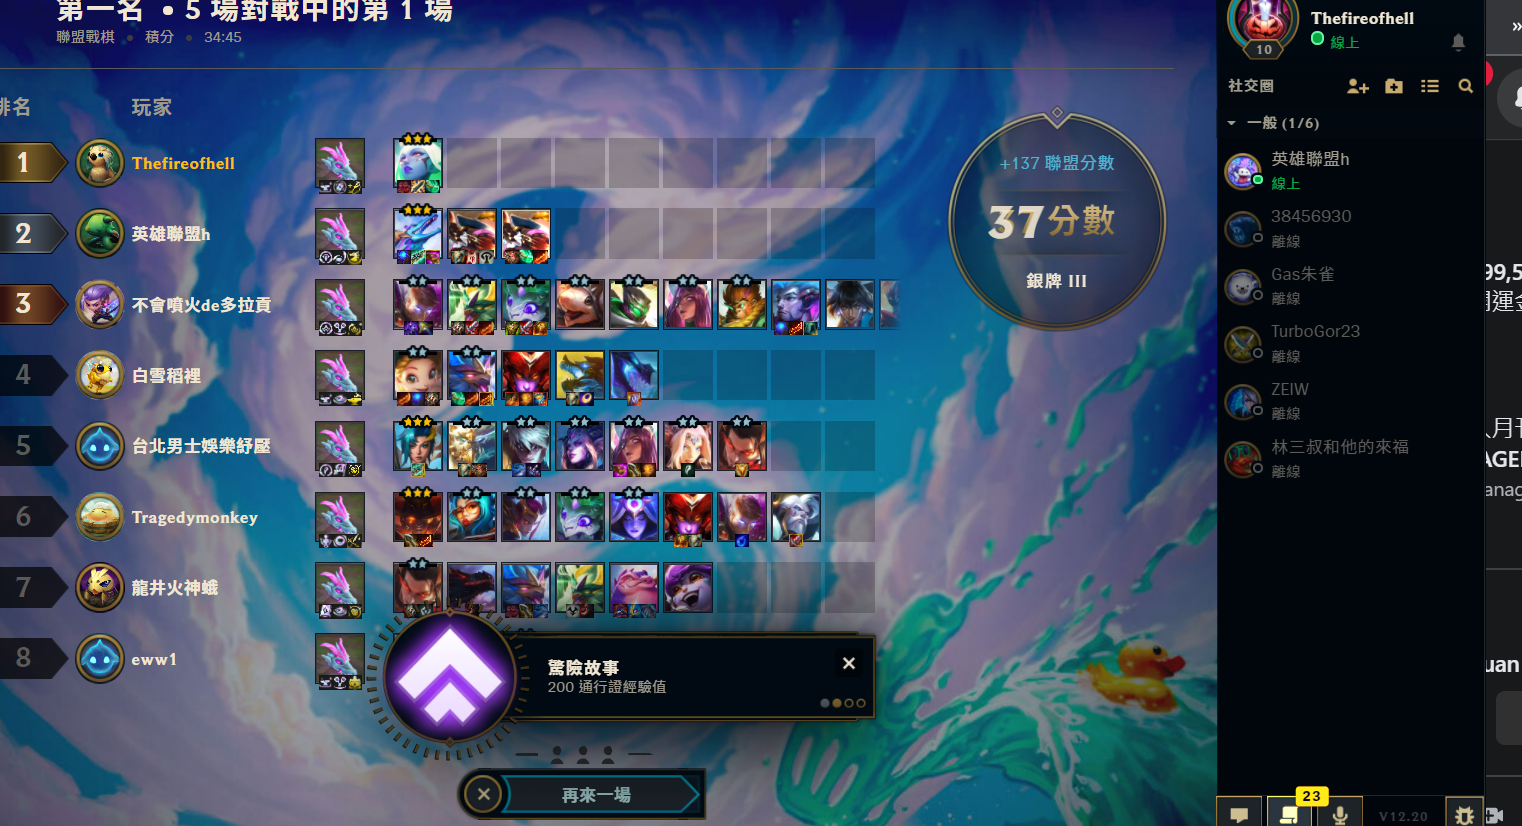 第一名 • 5 場對戰中的第 1 場
聯盟戰棋 • 積分 • 34:45
排名 玩家
1 Thefireofhell
2 英雄聯盟h
3 不會噴火de多拉貢
4 白雪稻裡
5 台北男士娛樂紓壓
6 Tragedymonkey
7 龍井火神蛾
8 eww1
+137 聯盟分數
37分數
銀牌 III
驚險故事
200 通行證經驗值
再來一場
Thefireofhell
10
線上
社交圈
一般 (1/6)
英雄聯盟h
線上
38456930
離線
Gas朱雀
離線
TurboGor23
離線
ZEIW
離線
林三叔和他的來福
離線
23
V12.20
»
99,5
月刊
uan